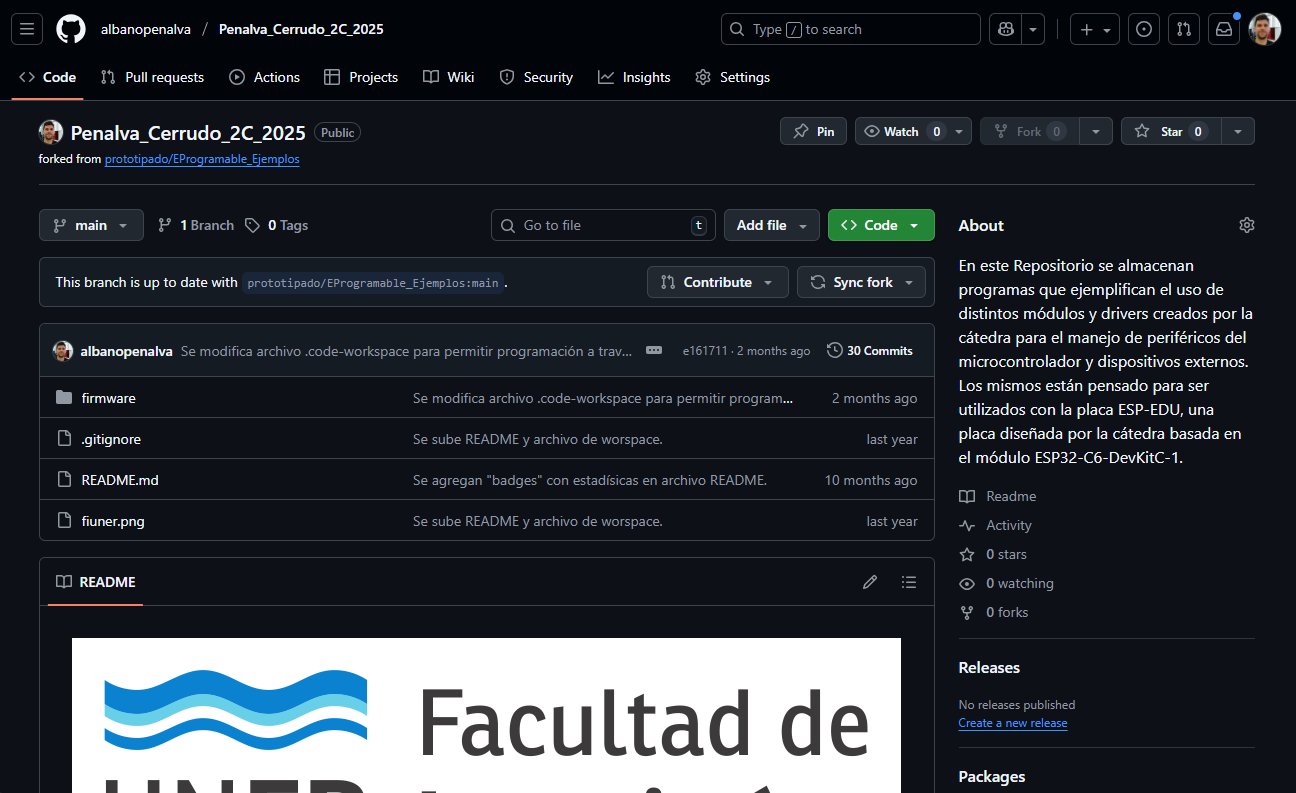 albanopenalva / Penalva_Cerrudo_2C_2025
Type / to search
Code Pull requests Actions Projects Wiki Security Insights Settings
Penalva_Cerrudo_2C_2025 Public
Pin Watch 0 Fork 0 Star 0
forked from prototipado/EProgramable_Ejemplos
main 1 Branch 0 Tags Go to file t Add file Code
This branch is up to date with prototipado/EProgramable_Ejemplos:main . Contribute Sync fork
albanopenalva Se modifica archivo .code-workspace para permitir programación a trav... e161711 · 2 months ago 30 Commits
firmware Se modifica archivo .code-workspace para permitir program... 2 months ago
.gitignore Se sube README y archivo de worspace. last year
README.md Se agregan "badges" con estadísicas en archivo README. 10 months ago
fiuner.png Se sube README y archivo de worspace. last year
README
Facultad de
About
En este Repositorio se almacenan
programas que ejemplifican el uso de
distintos módulos y drivers creados por la
cátedra para el manejo de periféricos del
microcontrolador y dispositivos externos.
Los mismos están pensado para ser
utilizados con la placa ESP-EDU, una
placa diseñada por la cátedra basada en
el módulo ESP32-C6-DevKitC-1.
Readme
Activity
0 stars
0 watching
0 forks
Releases
No releases published
Create a new release
Packages